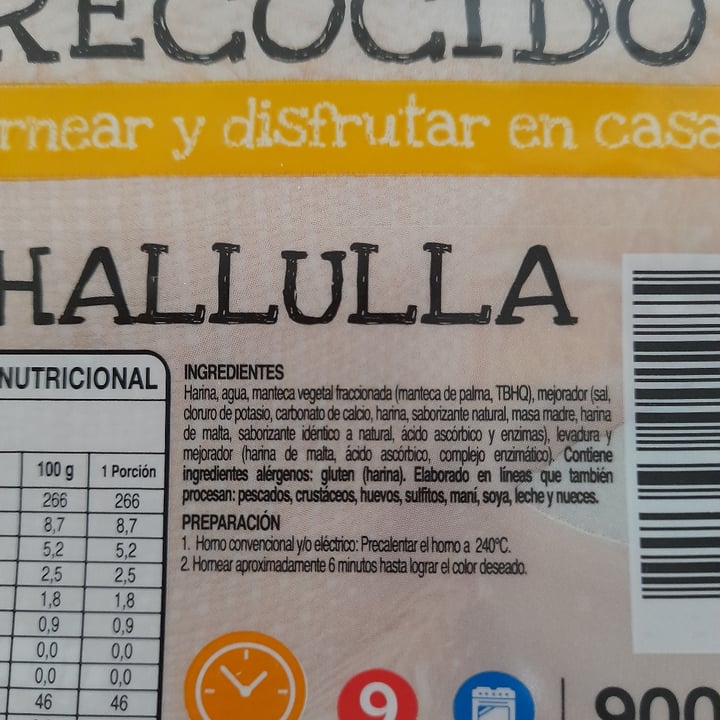 RECOCIDO
rnear y disfrutar en casa
HALLULLA
NUTRICIONAL
100 g 1 Porción
266 266
8,7 8,7
5,2 5,2
2,5 2,5
1,8 1,8
0,9 0,9
0,0 0,0
0,0 0,0
46 46
INGREDIENTES
Harina, agua, manteca vegetal fraccionada (manteca de palma, TBHQ), mejorador (sal,
cloruro de potasio, carbonato de calcio, harina, saborizante natural, masa madre, harina
de malta, saborizante idéntico a natural, ácido ascórbico y enzimas), levadura y
mejorador (harina de malta, ácido ascórbico, complejo enzimático). Contiene
ingredientes alérgenos: gluten (harina). Elaborado en líneas que también
procesan: pescados, crustáceos, huevos, sulfitos, maní, soya, leche y nueces.
PREPARACIÓN
1. Horno convencional y/o eléctrico: Precalentar el horno a 240°C.
2. Hornear aproximadamente 6 minutos hasta lograr el color deseado.
9
900